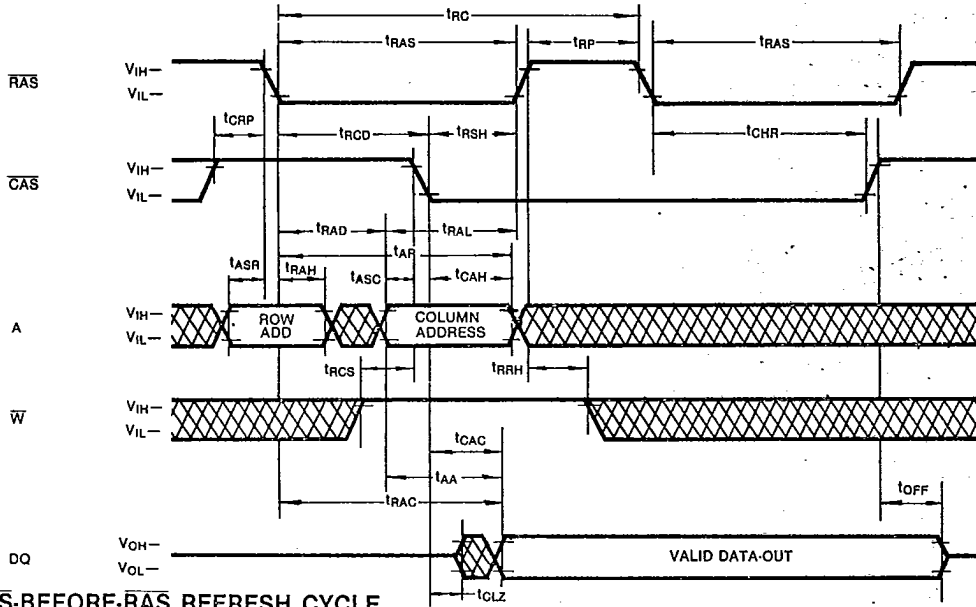 tRC
tRAS tRP tRAS
RAS VIH– VIL–
tCRP tRCD tRSH tCHR
CAS VIH– VIL–
tRAD tRAL
tAR
tASR tRAH tASC tCAH
A VIH– VIL– ROW ADD COLUMN ADDRESS
tRCS tRRH
W VIH– VIL–
tCAC
tAA tOFF
tRAC
DQ VOH– VOL– VALID DATA-OUT
tCLZ
S-BEFORE-RAS REFRESH CYCLE